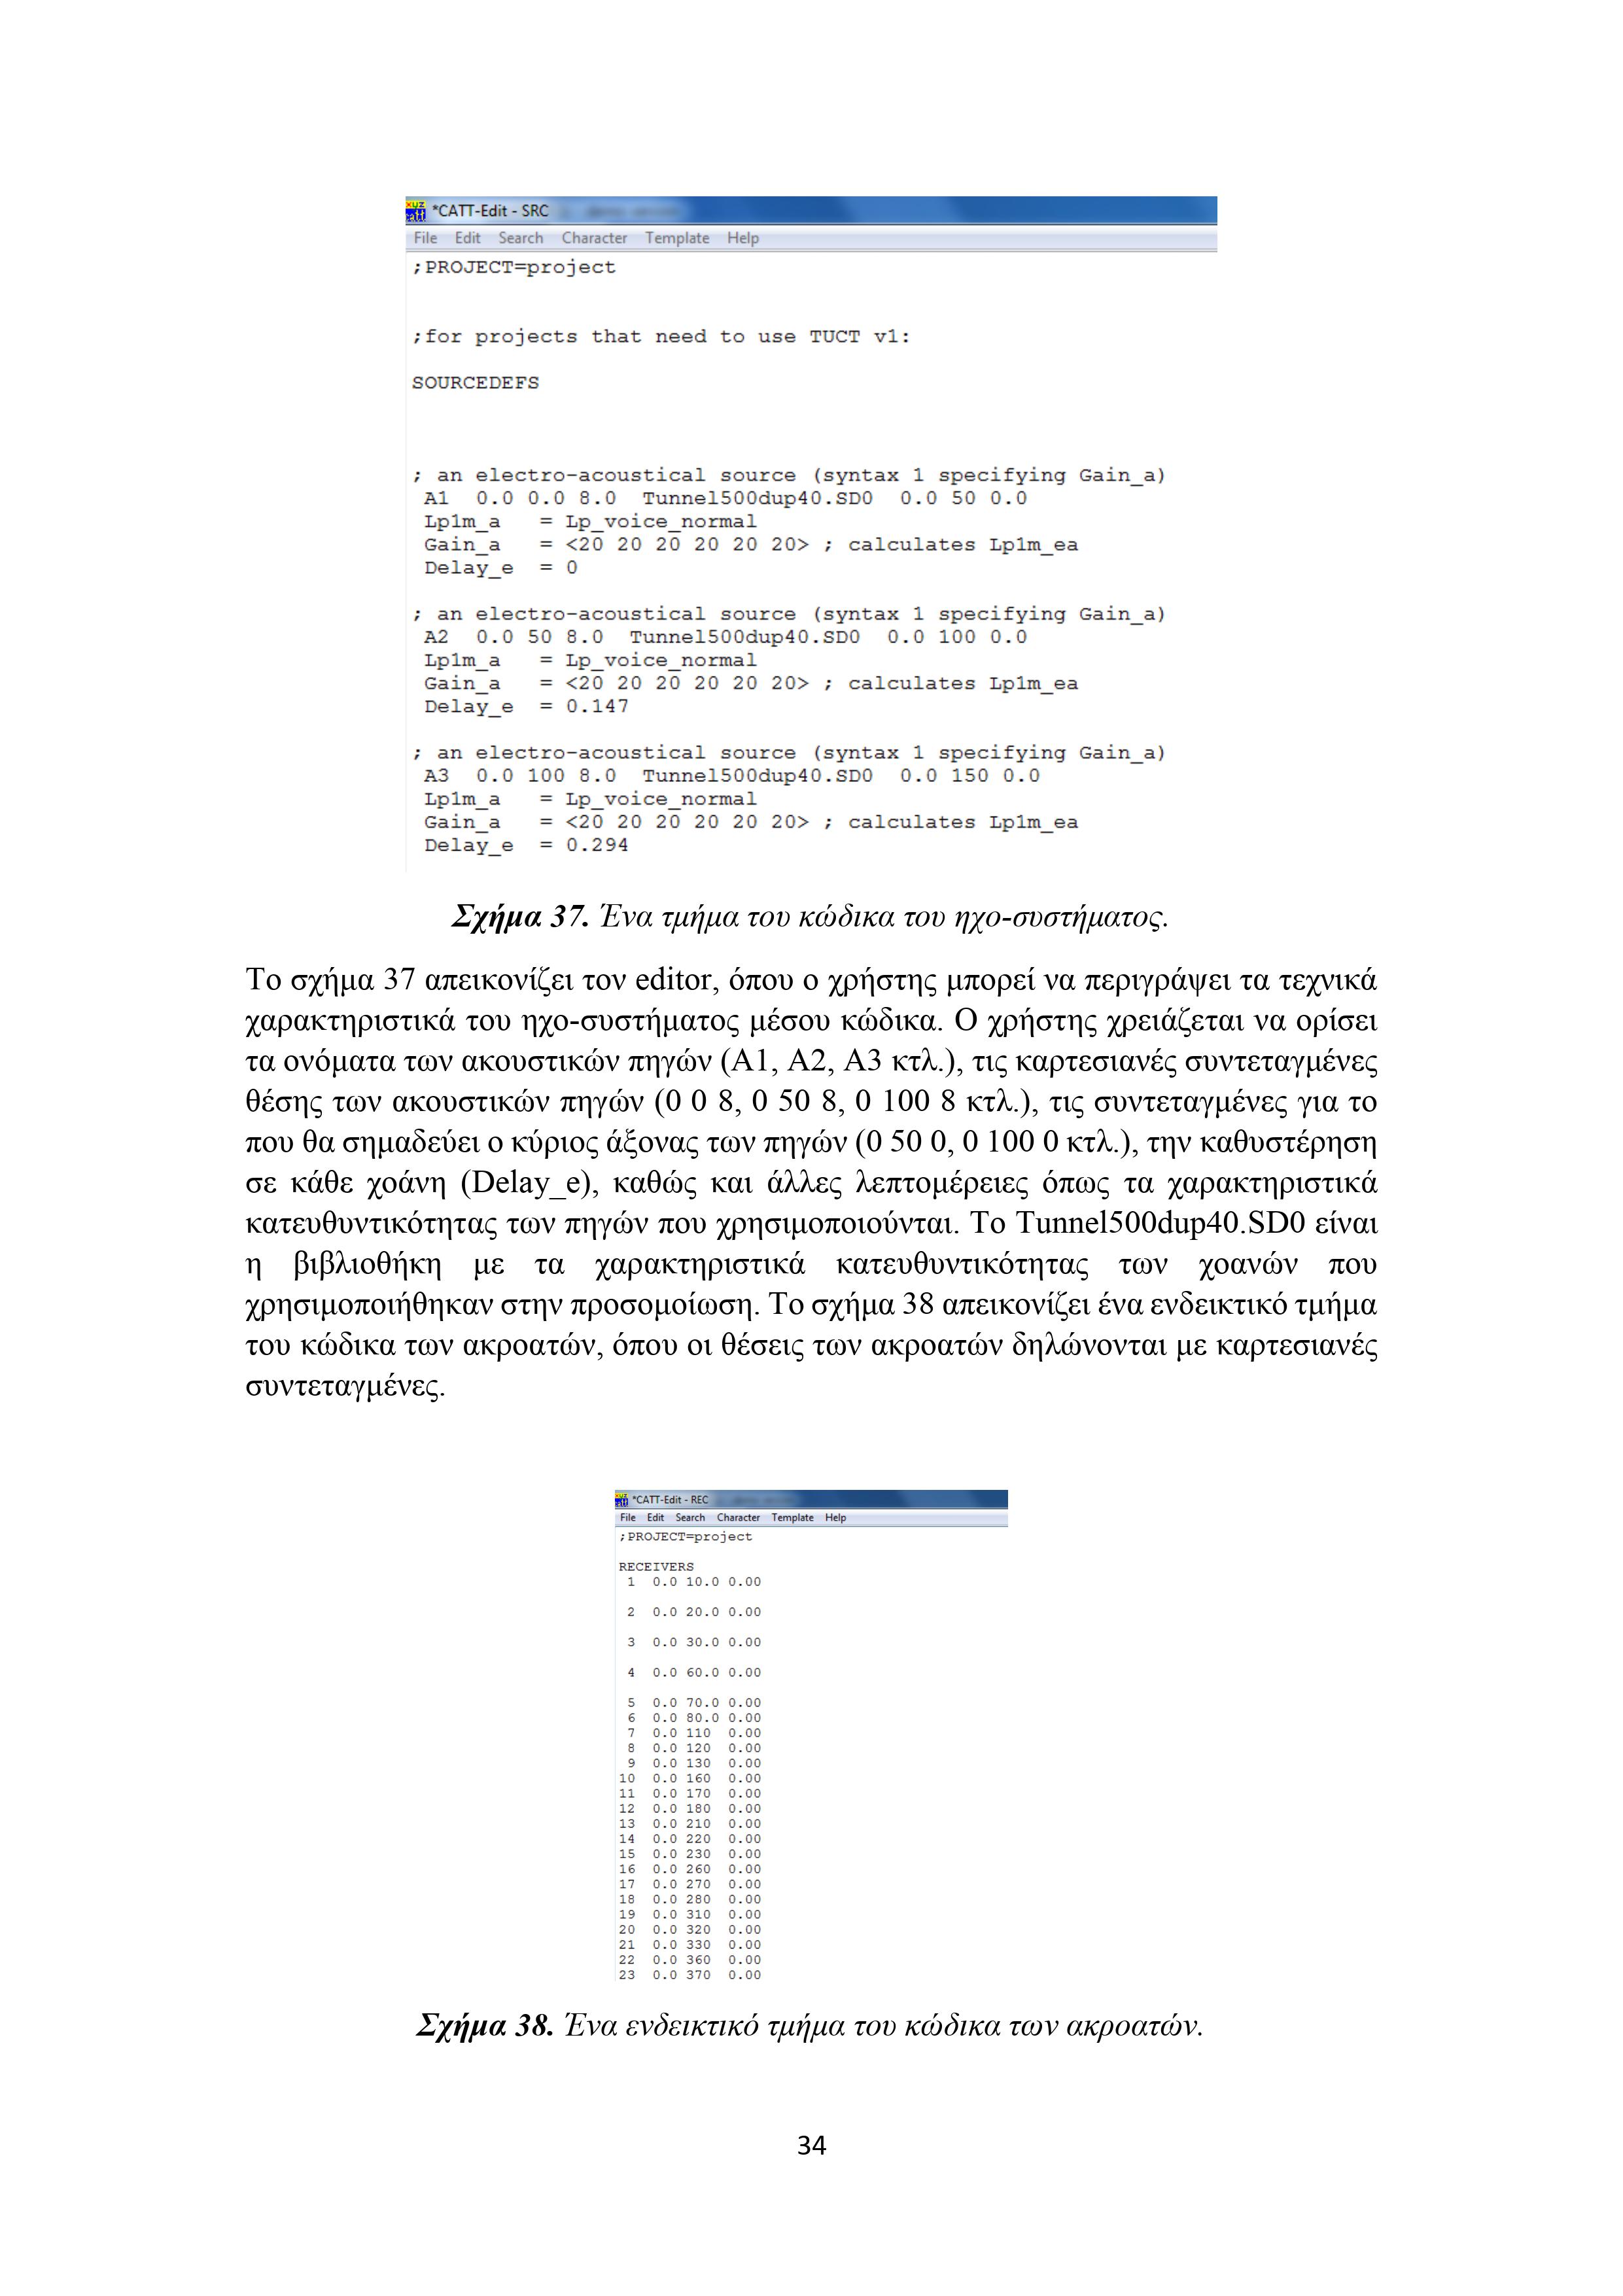 *CATT-Edit - SRC
File Edit Search Character Template Help
;PROJECT=project
;for projects that need to use TUCT v1:
SOURCEDEFS
; an electro-acoustical source (syntax 1 specifying Gain_a)
A1 0.0 0.0 8.0 Tunnel500dup40.SD0 0.0 50 0.0
Lp1m_a = Lp_voice_normal
Gain_a = <20 20 20 20 20 20> ; calculates Lp1m_ea
Delay_e = 0
; an electro-acoustical source (syntax 1 specifying Gain_a)
A2 0.0 50 8.0 Tunnel500dup40.SD0 0.0 100 0.0
Lp1m_a = Lp_voice_normal
Gain_a = <20 20 20 20 20 20> ; calculates Lp1m_ea
Delay_e = 0.147
; an electro-acoustical source (syntax 1 specifying Gain_a)
A3 0.0 100 8.0 Tunnel500dup40.SD0 0.0 150 0.0
Lp1m_a = Lp_voice_normal
Gain_a = <20 20 20 20 20 20> ; calculates Lp1m_ea
Delay_e = 0.294
Σχήμα 37. Ένα τμήμα του κώδικα του ηχο-συστήματος.
Το σχήμα 37 απεικονίζει τον editor, όπου ο χρήστης μπορεί να περιγράψει τα τεχνικά
χαρακτηριστικά του ηχο-συστήματος μέσου κώδικα. Ο χρήστης χρειάζεται να ορίσει
τα ονόματα των ακουστικών πηγών (Α1, Α2, Α3 κτλ.), τις καρτεσιανές συντεταγμένες
θέσης των ακουστικών πηγών (0 0 8, 0 50 8, 0 100 8 κτλ.), τις συντεταγμένες για το
που θα σημαδεύει ο κύριος άξονας των πηγών (0 50 0, 0 100 0 κτλ.), την καθυστέρηση
σε κάθε χοάνη (Delay_e), καθώς και άλλες λεπτομέρειες όπως τα χαρακτηριστικά
κατευθυντικότητας των πηγών που χρησιμοποιούνται. Το Tunnel500dup40.SD0 είναι
η βιβλιοθήκη με τα χαρακτηριστικά κατευθυντικότητας των χοανών που
χρησιμοποιήθηκαν στην προσομοίωση. Το σχήμα 38 απεικονίζει ένα ενδεικτικό τμήμα
του κώδικα των ακροατών, όπου οι θέσεις των ακροατών δηλώνονται με καρτεσιανές
συντεταγμένες.
*CATT-Edit - REC
File Edit Search Character Template Help
;PROJECT=project
RECEIVERS
1 0.0 10.0 0.00
2 0.0 20.0 0.00
3 0.0 30.0 0.00
4 0.0 60.0 0.00
5 0.0 70.0 0.00
6 0.0 80.0 0.00
7 0.0 110 0.00
8 0.0 120 0.00
9 0.0 130 0.00
10 0.0 160 0.00
11 0.0 170 0.00
12 0.0 180 0.00
13 0.0 210 0.00
14 0.0 220 0.00
15 0.0 230 0.00
16 0.0 260 0.00
17 0.0 270 0.00
18 0.0 280 0.00
19 0.0 310 0.00
20 0.0 320 0.00
21 0.0 330 0.00
22 0.0 360 0.00
23 0.0 370 0.00
Σχήμα 38. Ένα ενδεικτικό τμήμα του κώδικα των ακροατών.
34